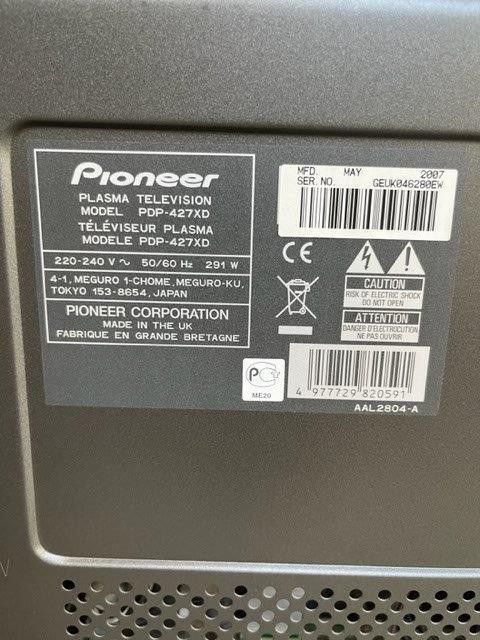 Pioneer
PLASMA TELEVISION
MODEL PDP-427XD
TÉLÉVISEUR PLASMA
MODELE PDP-427XD
220-240 V ~ 50/60 Hz 291 W
4-1, MEGURO 1-CHOME, MEGURO-KU,
TOKYO 153-8654, JAPAN
PIONEER CORPORATION
MADE IN THE UK
FABRIQUE EN GRANDE BRETAGNE
MFD. MAY 2007
SER. NO. GEUK046280EW
CE
CAUTION
RISK OF ELECTRIC SHOCK
DO NOT OPEN
ATTENTION
DANGER D'ELECTROCUTION
NE PAS OUVRIR
ME20
4 977729 820591
AAL2804-A